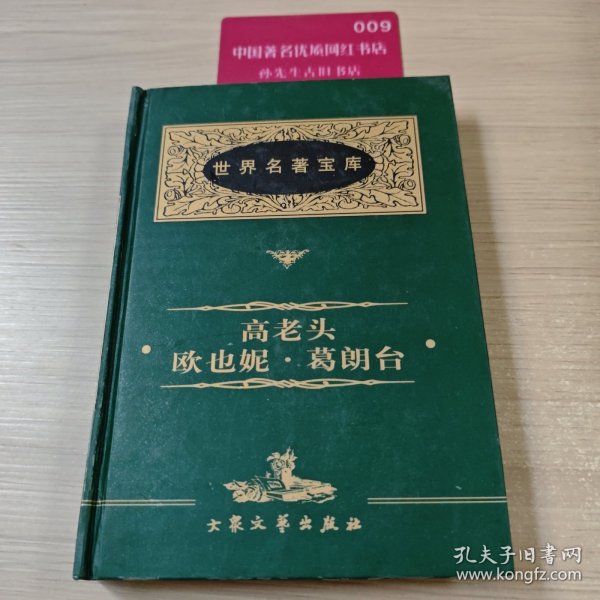 009
中国著名优质网红书店
孙先生古旧书店
世界名著宝库
高老头
欧也妮·葛朗台
大众文艺出版社
孔夫子旧书网
www.kongfz.com